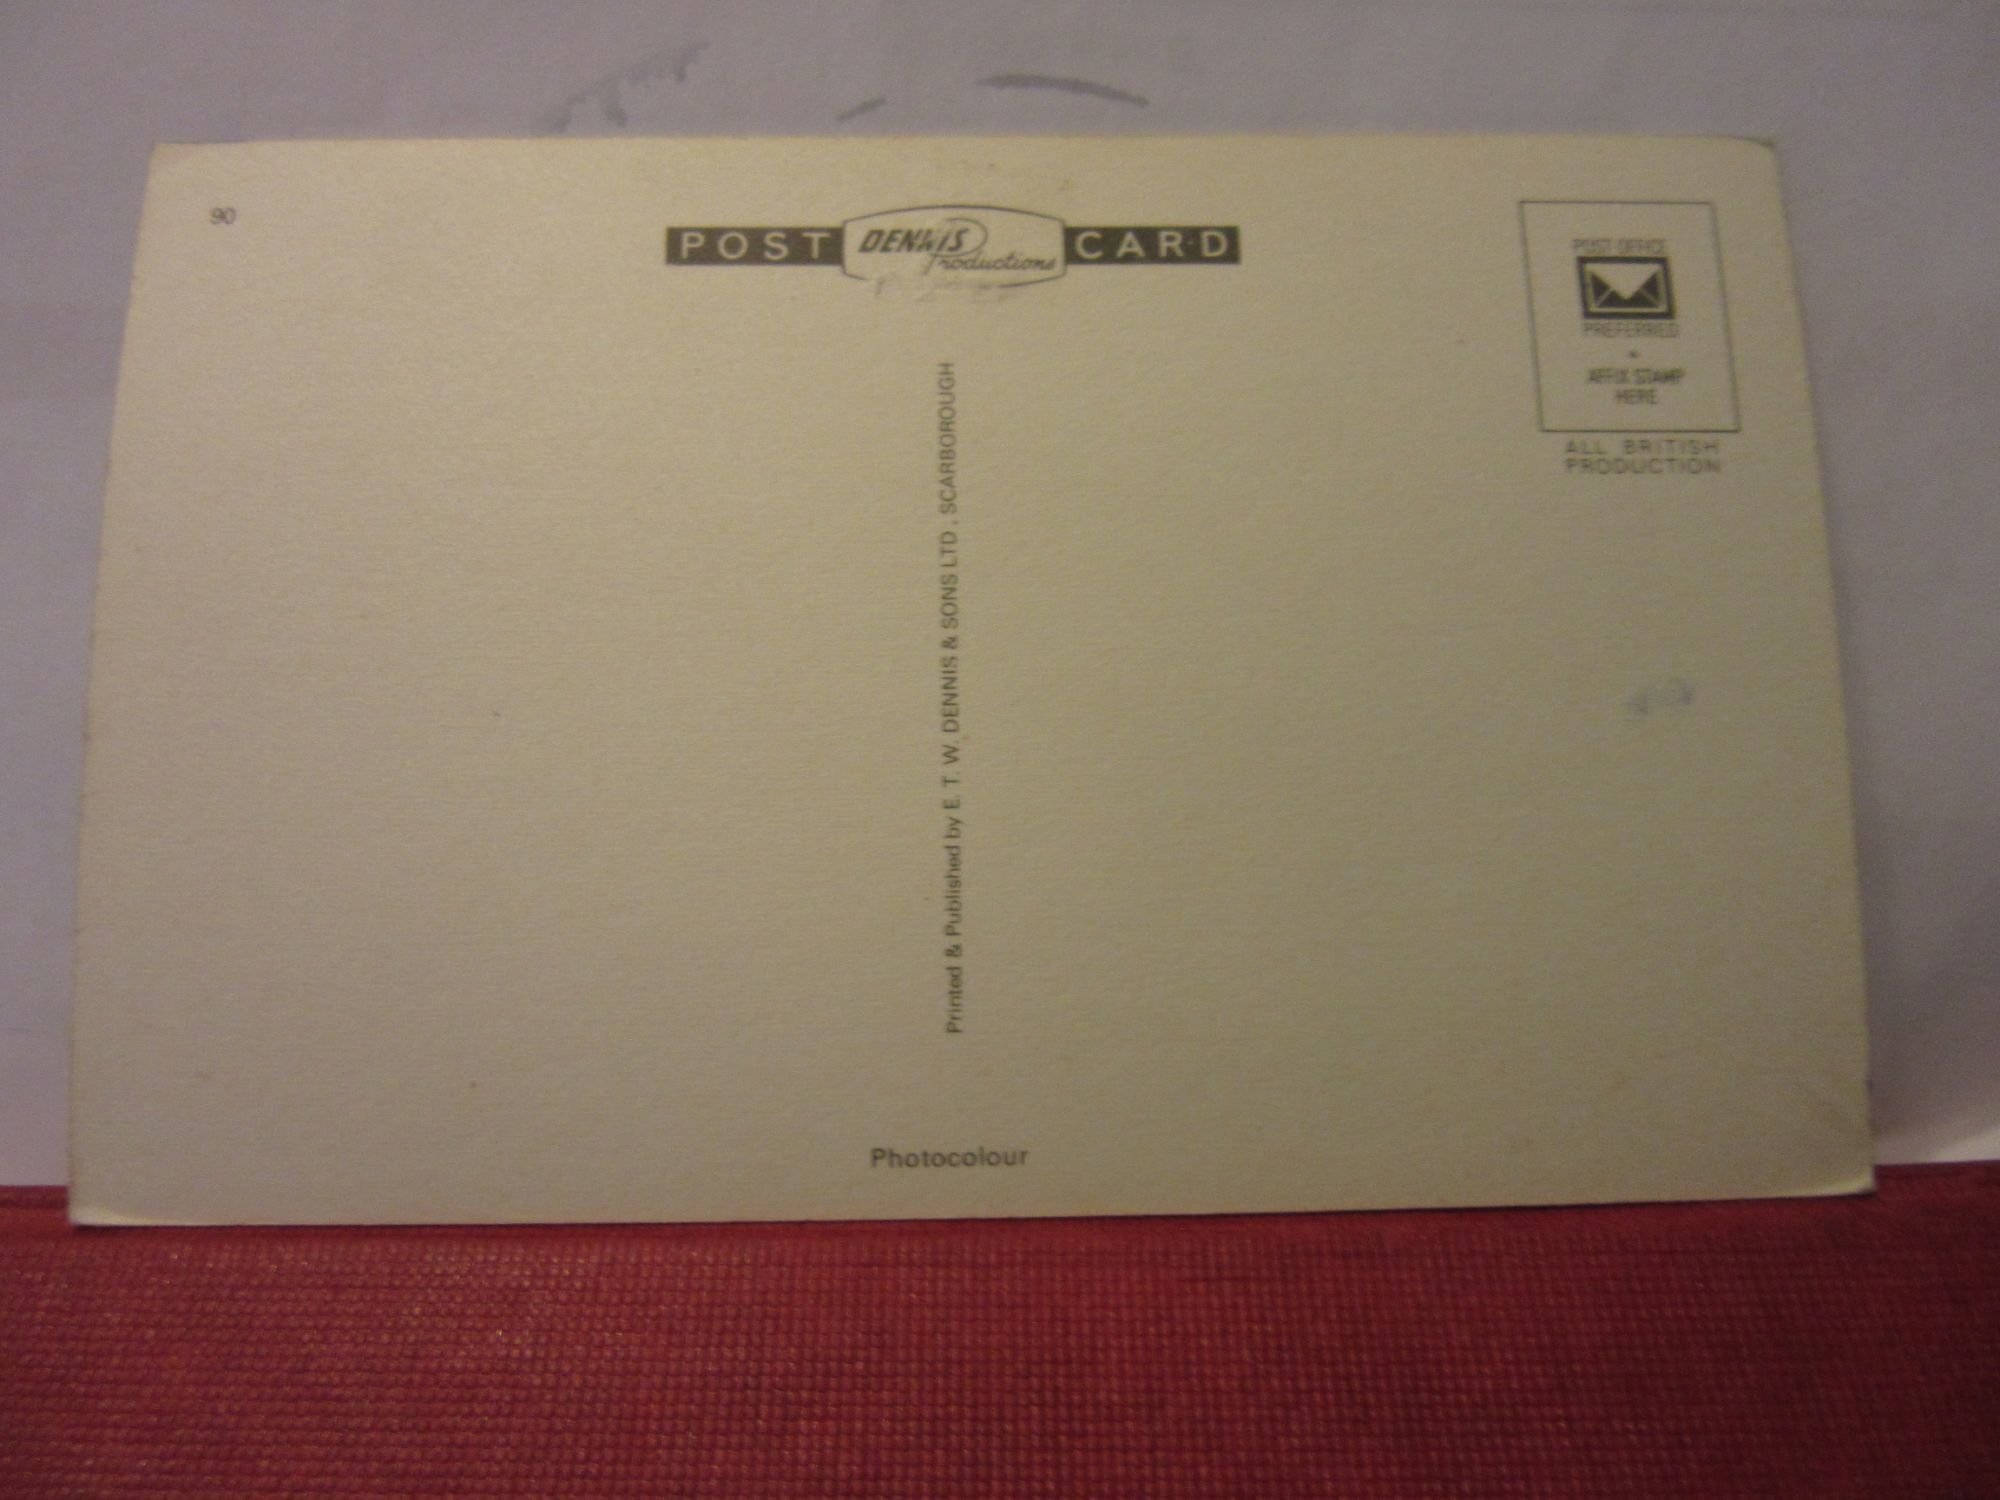 90
POST DENNIS Productions CARD
POST OFFICE
PREFERRED
AFFIX STAMP
HERE
ALL BRITISH
PRODUCTION
Printed & Published by E. T. W. DENNIS & SONS LTD., SCARBOROUGH
Photocolour